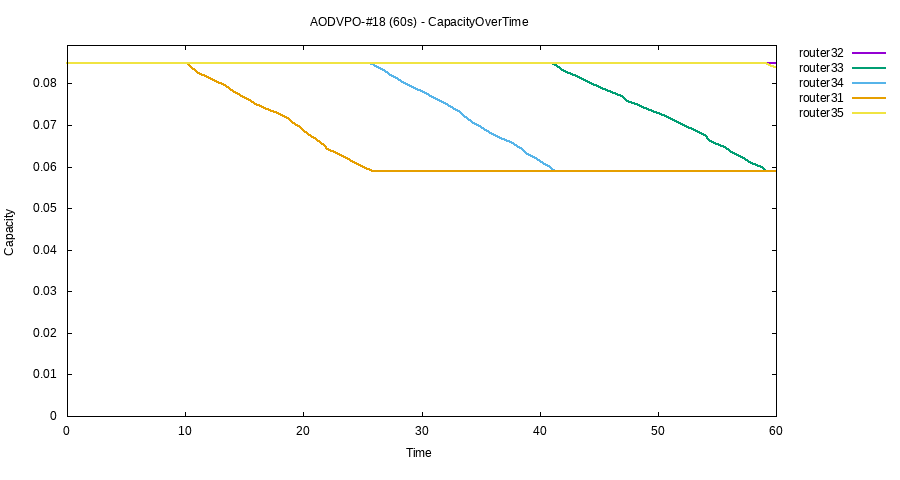 AODVPO-#18 (60s) - CapacityOverTime
router32
router33
router34
router31
router35
0.08
0.07
0.06
0.05
0.04
0.03
0.02
0.01
0
Capacity
0 10 20 30 40 50 60
Time